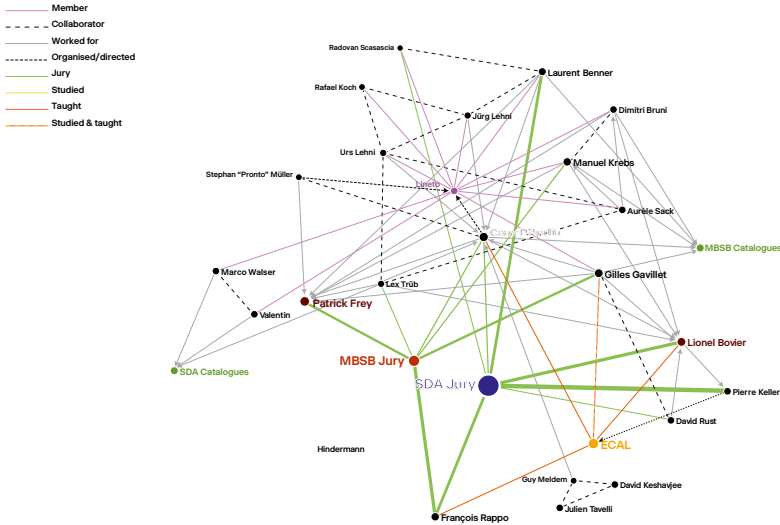 Member
Collaborator
Worked for
Organised/directed
Jury
Studied
Taught
Studied & taught
Radovan Scasascia
Laurent Benner
Rafael Koch
Dimitri Bruni
Jürg Lehni
Urs Lehni
Manuel Krebs
Stephan “Pronto” Müller
Lineto
Aurèle Sack
MBSB Catalogues
Marco Walser
Gilles Gavillet
Lex Trüb
Patrick Frey
Valentin
Lionel Bovier
MBSB Jury
SDA Catalogues
SDA Jury
Pierre Keller
David Rust
ECAL
Hindermann
Guy Meldem
David Keshavjee
Julien Tavelli
François Rappo